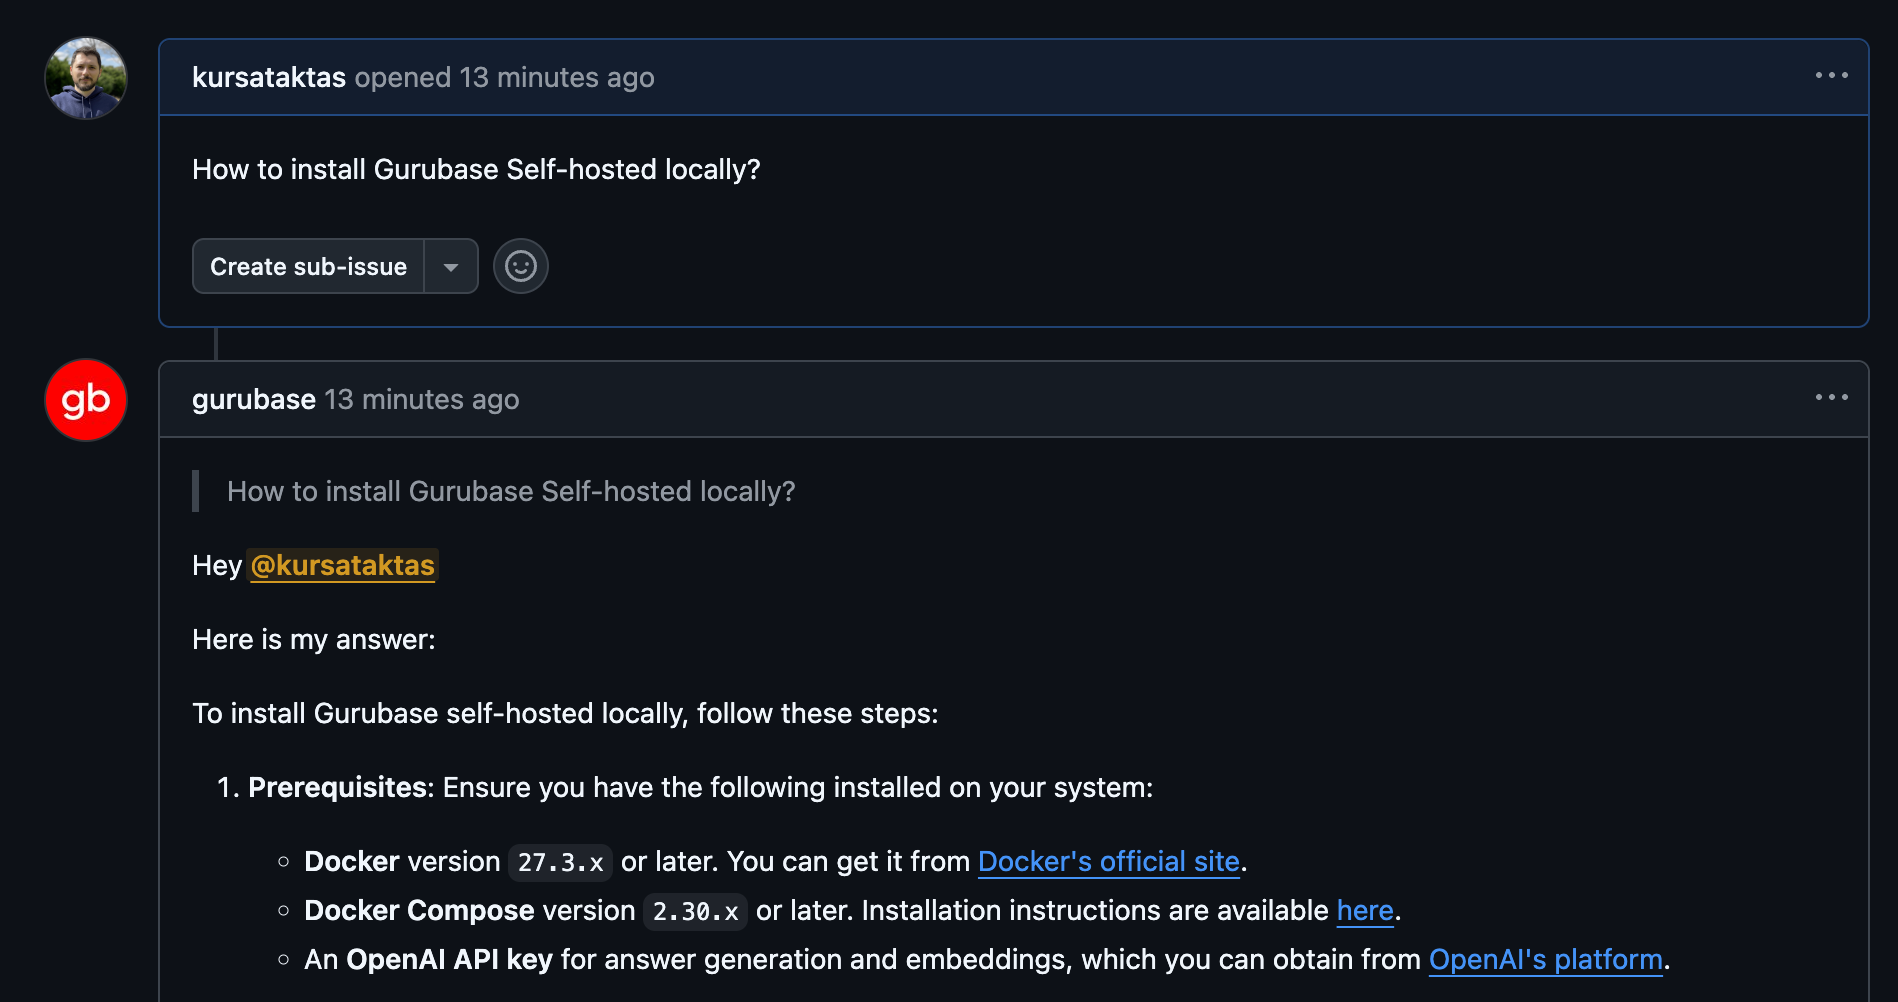 kursataktas opened 13 minutes ago
How to install Gurubase Self-hosted locally?
Create sub-issue
gb
gurubase 13 minutes ago
How to install Gurubase Self-hosted locally?
Hey @kursataktas
Here is my answer:
To install Gurubase self-hosted locally, follow these steps:
1. Prerequisites: Ensure you have the following installed on your system:
Docker version 27.3.x or later. You can get it from Docker's official site.
Docker Compose version 2.30.x or later. Installation instructions are available here.
An OpenAI API key for answer generation and embeddings, which you can obtain from OpenAI's platform.